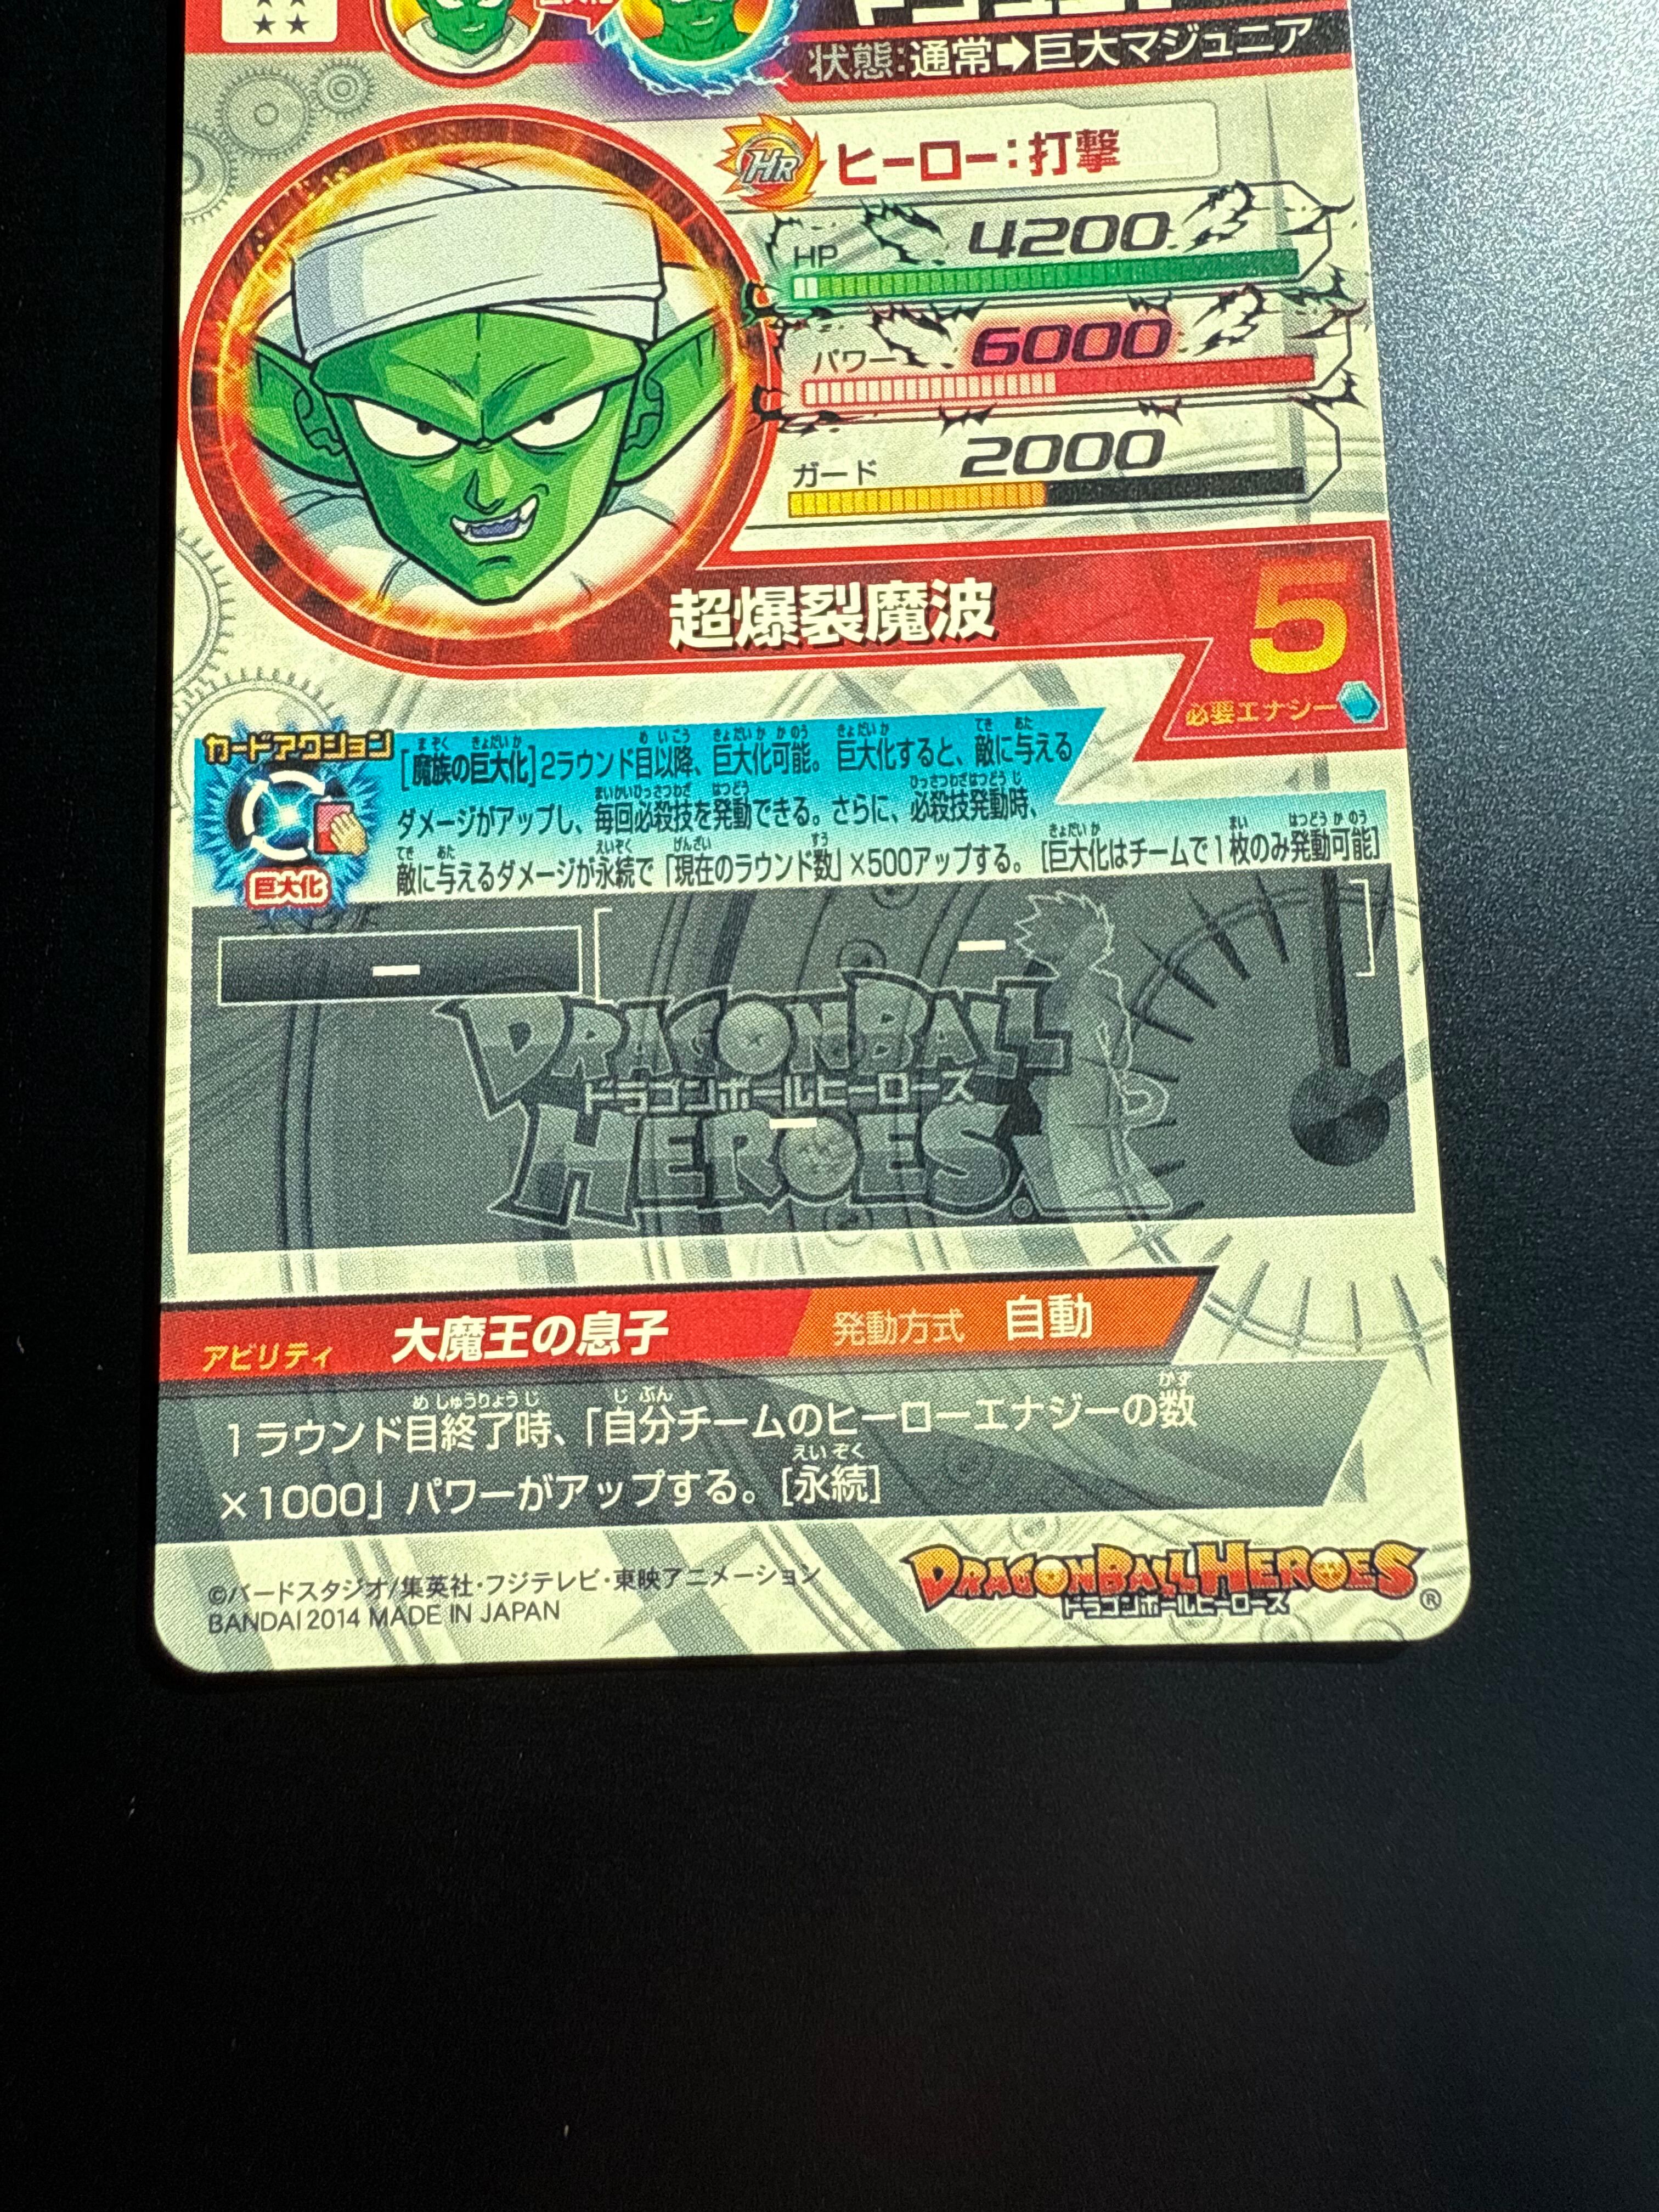 状態:通常➡巨大マジュニア
HR ヒーロー:打撃
HP 4200
パワー 6000
ガード 2000
超爆裂魔波
5
必要エナジー
カードアクション
巨大化
[魔族の巨大化]2ラウンド目以降、巨大化可能。巨大化すると、敵に与える
ダメージがアップし、毎回必殺技を発動できる。さらに、必殺技発動時、
敵に与えるダメージが永続で「現在のラウンド数」×500アップする。[巨大化はチームで1枚のみ発動可能]
ー
ー
ー
DRAGONBALL
ドラゴンボールヒーローズ
HEROES
アビリティ 大魔王の息子 発動方式 自動
1ラウンド目終了時、「自分チームのヒーローエナジーの数
×1000」パワーがアップする。[永続]
©バードスタジオ/集英社・フジテレビ・東映アニメーション
BANDAI 2014 MADE IN JAPAN
DRAGONBALL HEROES®
ドラゴンボールヒーローズ